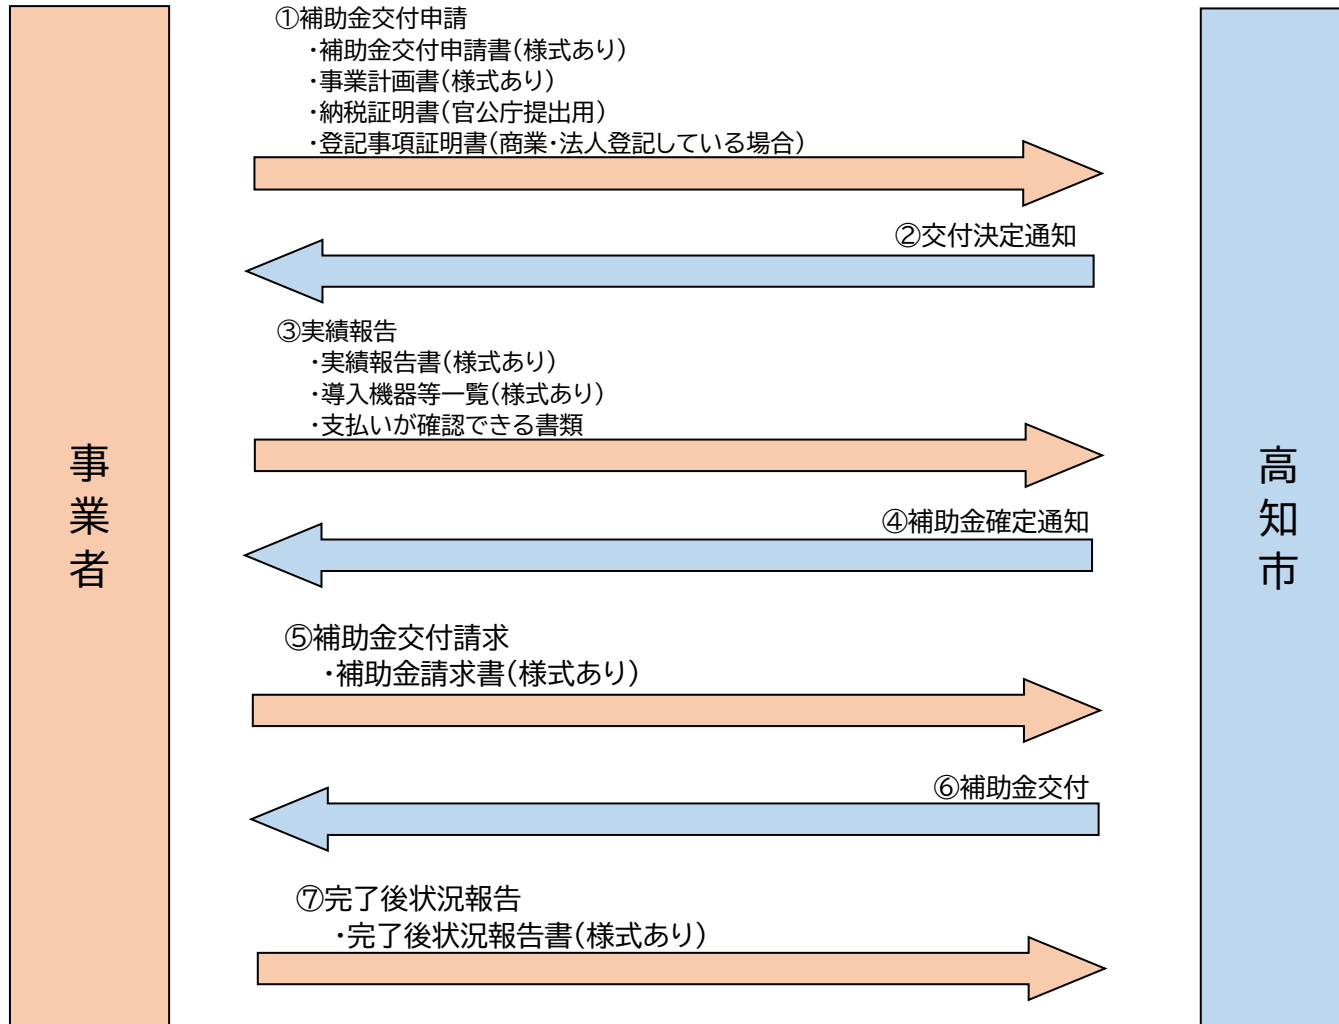 ①補助金交付申請
・補助金交付申請書(様式あり)
・事業計画書(様式あり)
・納税証明書(官公庁提出用)
・登記事項証明書(商業・法人登記している場合)
②交付決定通知
③実績報告
・実績報告書(様式あり)
・導入機器等一覧(様式あり)
・支払いが確認できる書類
事業者
高知市
④補助金確定通知
⑤補助金交付請求
・補助金請求書(様式あり)
⑥補助金交付
⑦完了後状況報告
・完了後状況報告書(様式あり)